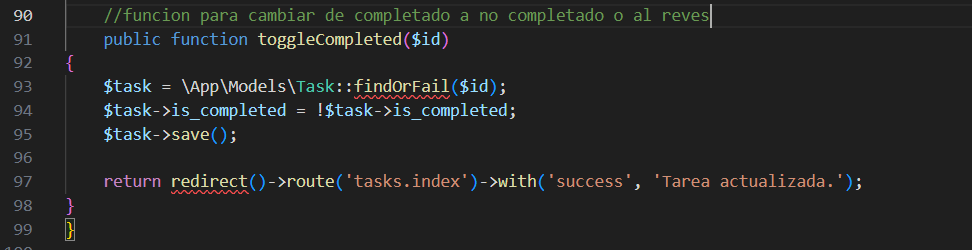 90 //funcion para cambiar de completado a no completado o al reves
91 public function toggleCompleted($id)
92 {
93 $task = \App\Models\Task::findOrFail($id);
94 $task->is_completed = !$task->is_completed;
95 $task->save();
96
97 return redirect()->route('tasks.index')->with('success', 'Tarea actualizada.');
98 }
99 }